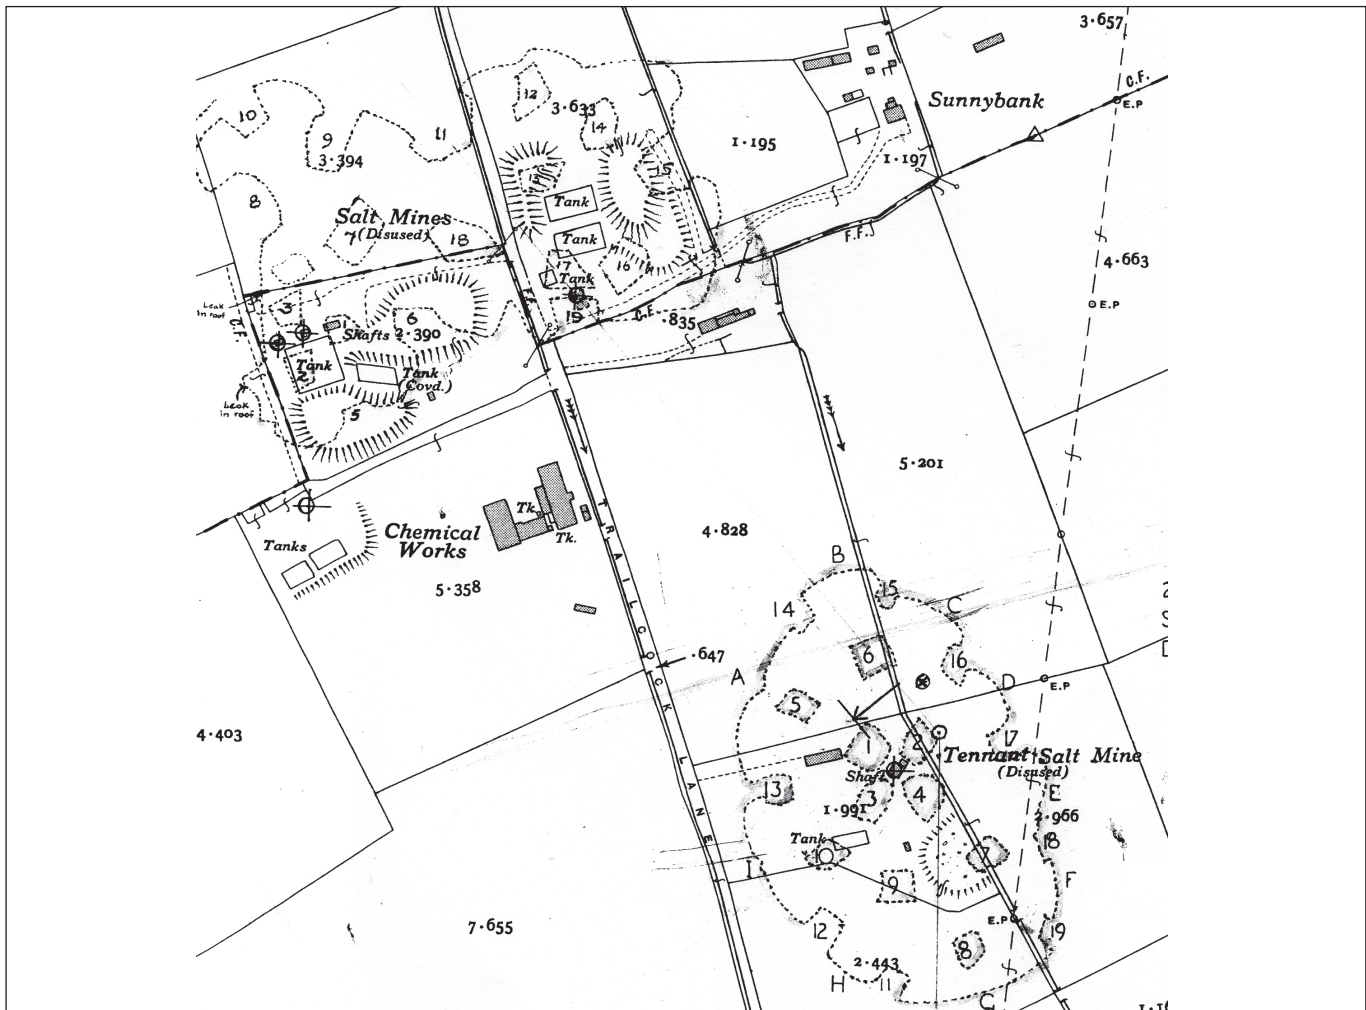 3·657
C.F.
E.P
Sunnybank
12
3·633
14
10
9
11
3·394
1·195
1·197
15
13
8
Salt Mines
(Disused)
7
18
Tank
Tank
17
16
Tank
19
F.F.
F.F.
4·663
E.P
Leak
in roof
C.F.
3
6
Shafts 2·390
C.F.
·835
Tank
2
Tank
(Covd.)
Leak
in roof
5
5·201
Tk.
Tk.
Chemical
Works
Tanks
5·358
4·828
TRAILCOCK LANE
·647
4·403
B
15
C
14
6
16
A
D
E.P
5
17
1
2
Tennant Salt Mine
(Disused)
Shaft
13
3
4
1·991
E
2·966
18
Tank
10
7
I
9
F
E.P
7·655
12
8
19
2·443
H
11
G